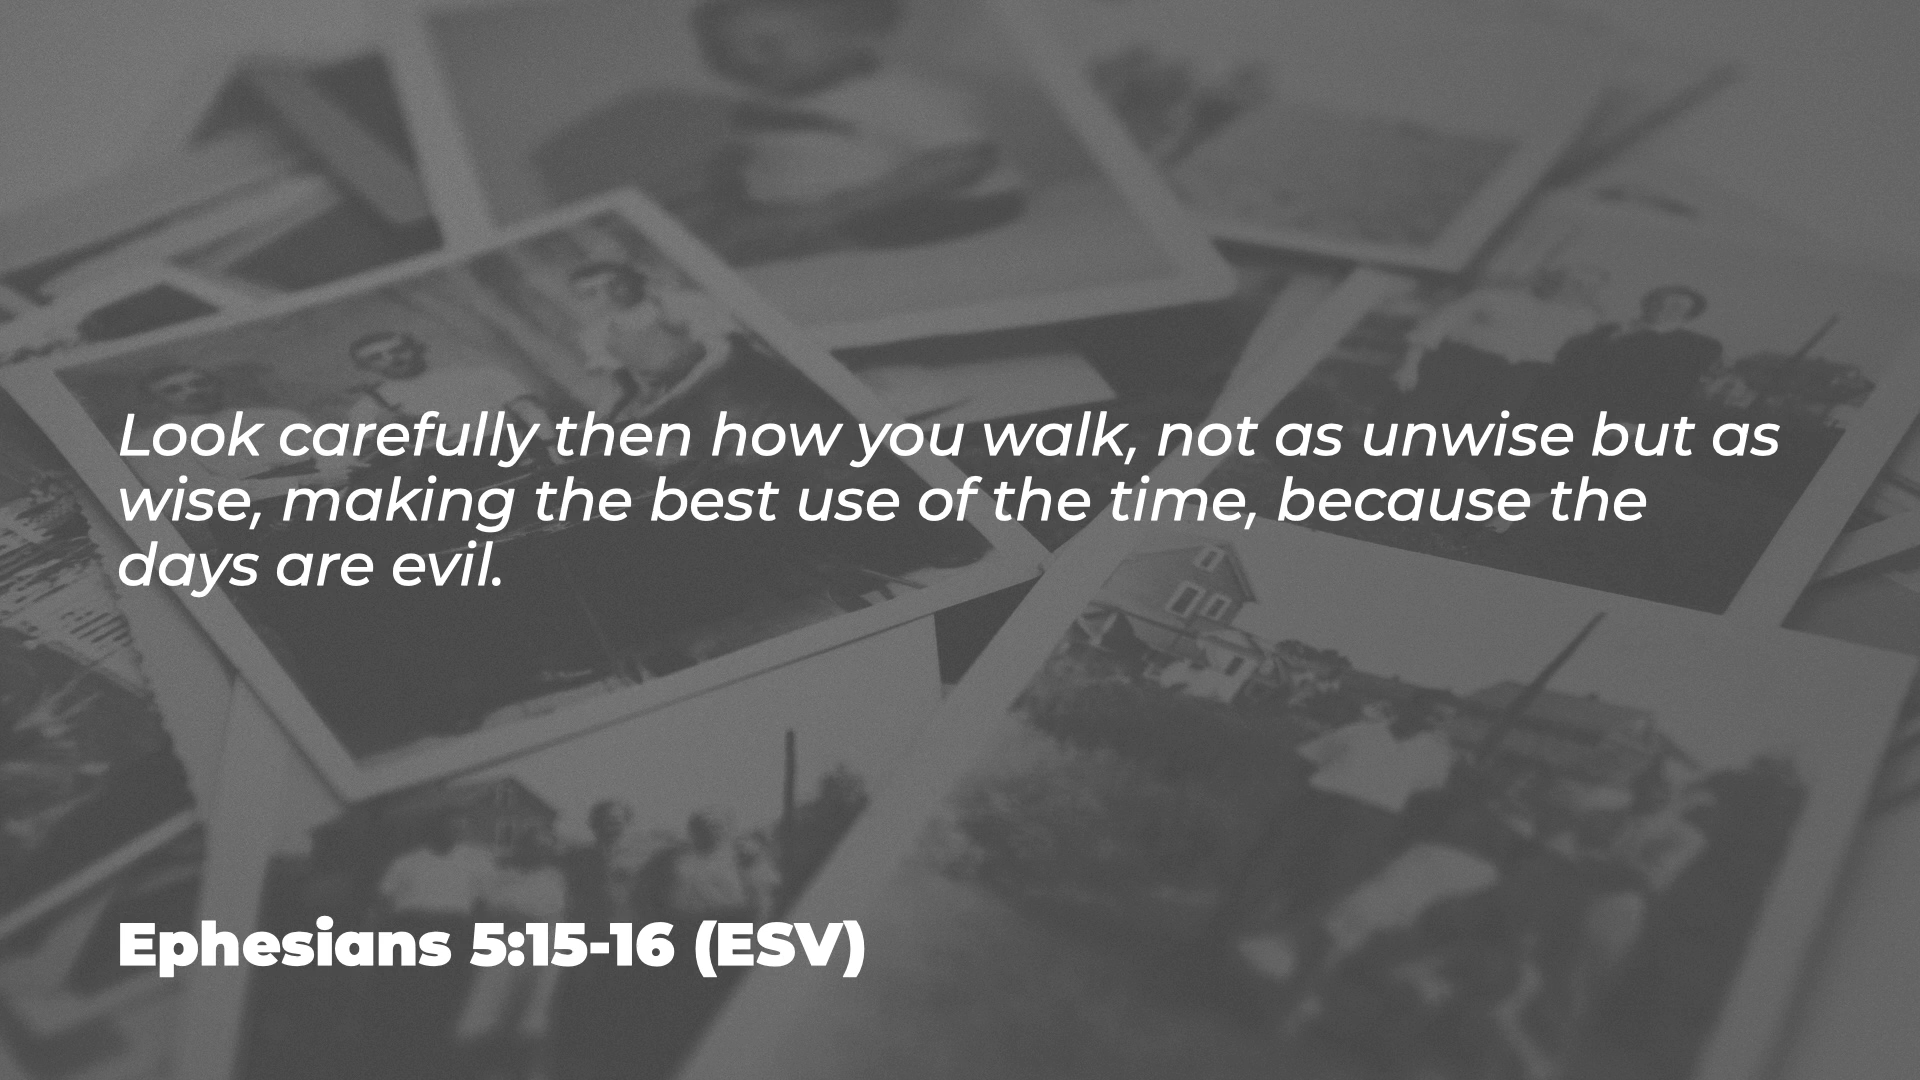 Look carefully then how you walk, not as unwise but as
wise, making the best use of the time, because the
days are evil.
Ephesians 5:15-16 (ESV)